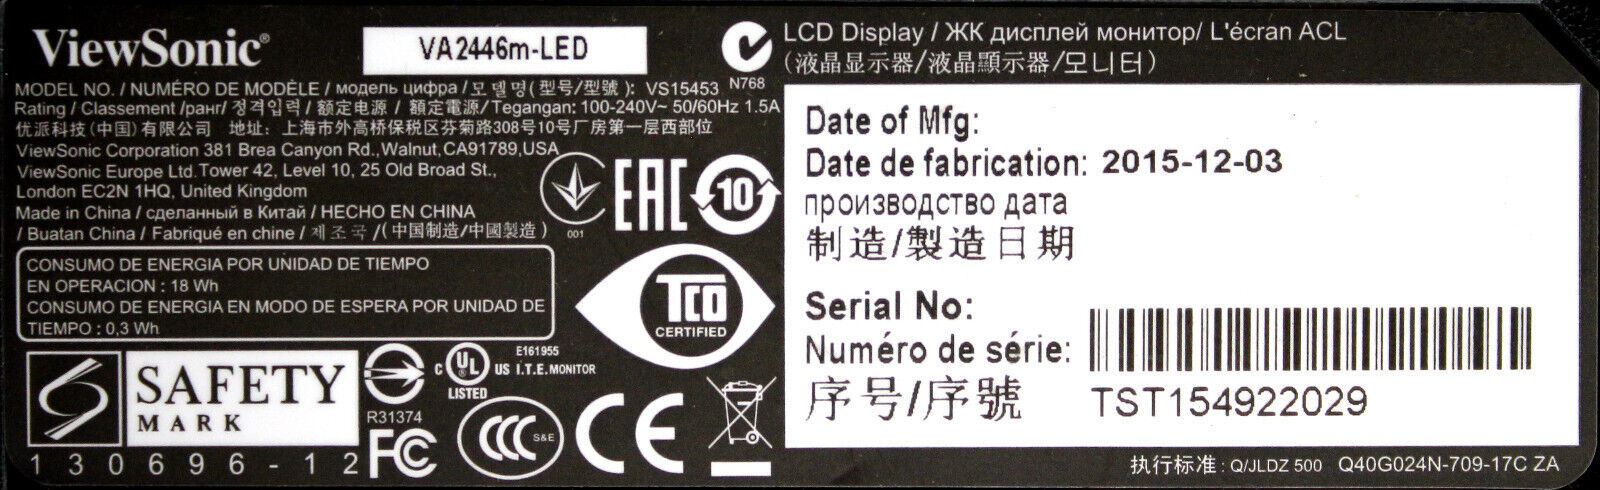 ViewSonic®
VA2446m-LED
N768
LCD Display / ЖК дисплей монитор/ L'écran ACL
(液晶显示器/液晶顯示器/모니터)
MODEL NO. / NUMÉRO DE MODÈLE / модель цифра / 모델명(型号/型號): VS15453
Rating / Classement /ранг/ 정격입력 / 额定电源 / 額定電源/Tegangan: 100-240V~ 50/60Hz 1.5A
优派科技(中国)有限公司 地址: 上海市外高桥保税区芬菊路308号10号厂房第一层西部位
ViewSonic Corporation 381 Brea Canyon Rd.,Walnut,CA91789,USA
ViewSonic Europe Ltd.Tower 42, Level 10, 25 Old Broad St.,
London EC2N 1HQ, United Kingdom
Made in China / сделанный в Китай / HECHO EN CHINA
/ Buatan China / Fabriqué en chine / 제조국 /(中国制造/中國製造)
001
EAC
10
CONSUMO DE ENERGIA POR UNIDAD DE TIEMPO
EN OPERACION : 18 Wh
CONSUMO DE ENERGIA EN MODO DE ESPERA POR UNIDAD DE
TIEMPO : 0,3 Wh
TCO
CERTIFIED
SAFETY
MARK
130696-12
R31374
FC
C UL US
LISTED
E161955
I.T.E. MONITOR
CCC
S&E
CE
Date of Mfg:
Date de fabrication: 2015-12-03
производство дата
制造/製造日期
Serial No:
Numéro de série:
序号/序號
TST154922029
执行标准 : Q/JLDZ 500 Q40G024N-709-17C ZA